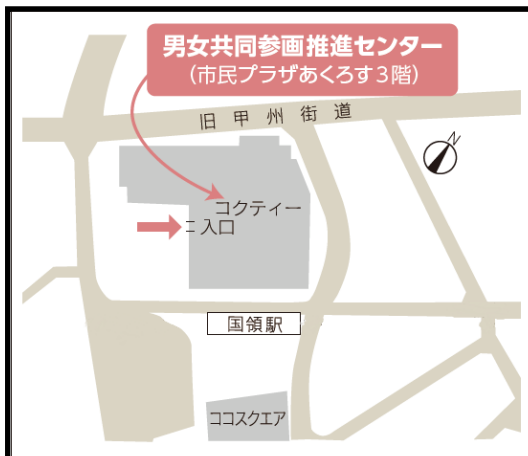 男女共同参画推進センター
(市民プラザあくろす3階)
旧甲州街道
N
コクティー
入口
国領駅
ココスクエア